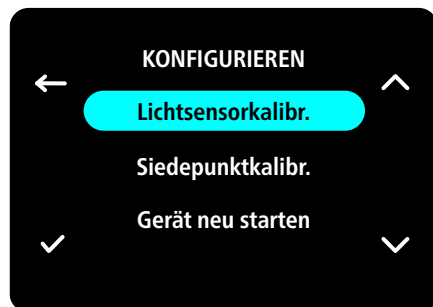 KONFIGURIEREN
Lichtsensorkalibr.
Siedepunktkalibr.
Gerät neu starten